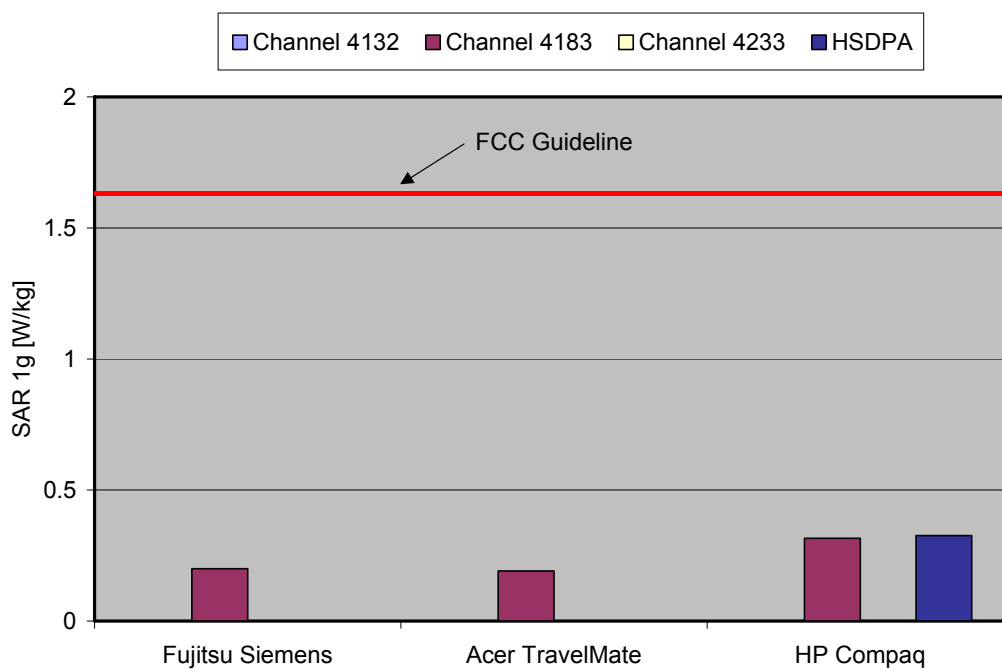 Channel 4132 Channel 4183 Channel 4233 HSDPA
2
FCC Guideline
1.5
SAR 1g [W/kg]
1
0.5
0
Fujitsu Siemens Acer TravelMate HP Compaq